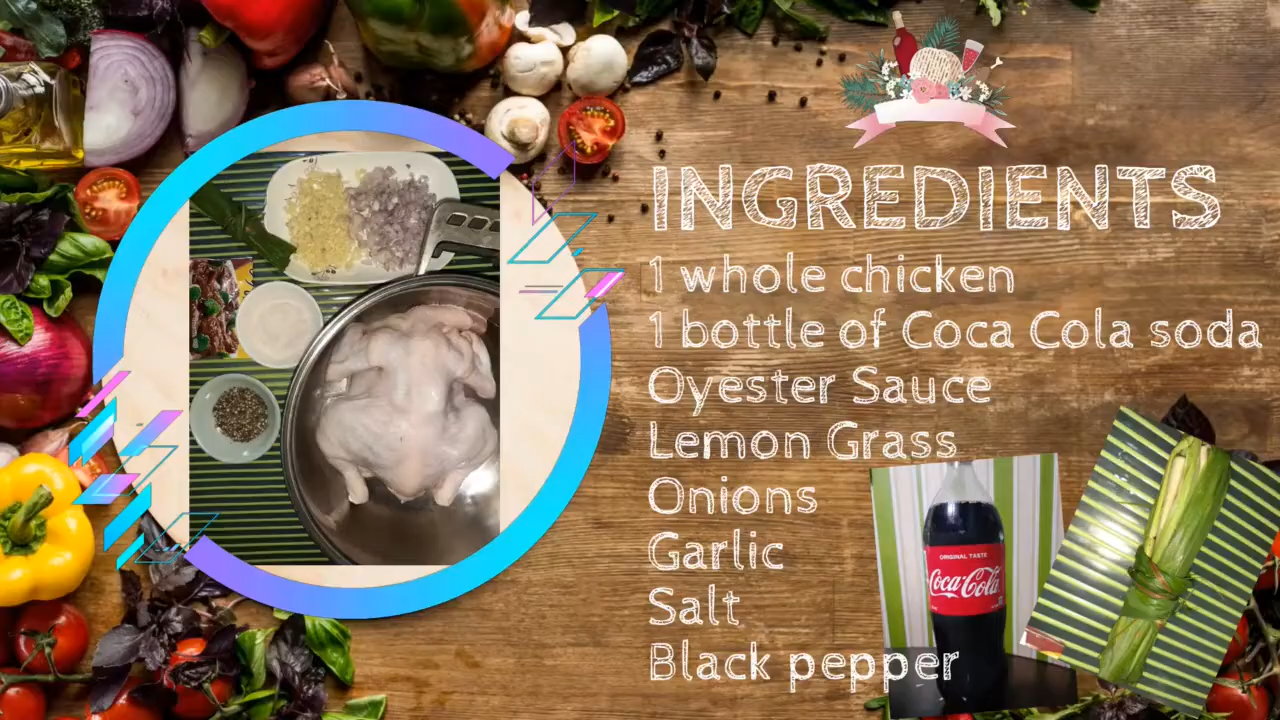 INGREDIENTS
1 whole chicken
1 bottle of Coca Cola soda
Oyester Sauce
Lemon Grass
Onions
Garlic
Salt
Black pepper
ORIGINAL TASTE
Coca-Cola